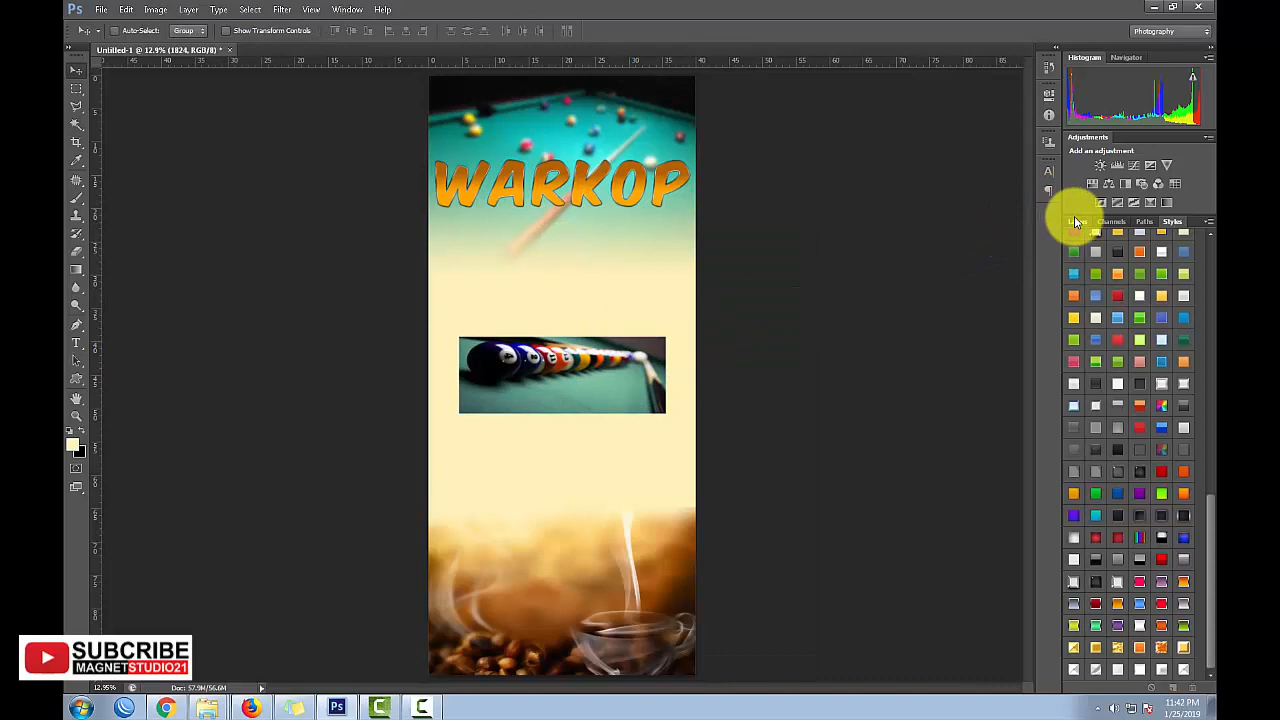 Ps File Edit Image Layer Type Select Filter View Window Help
Auto-Select: Group Show Transform Controls Photography
Untitled-1 @ 12.9% (1824, RGB/8) * ×
Histogram Navigator
Adjustments
Add an adjustment
Channels Paths Styles
WARKOP
SUBCRIBE
MAGNETSTUDIO21
12.95% Doc: 57.9M/56.6M
Ps
11:42 PM
1/25/2019